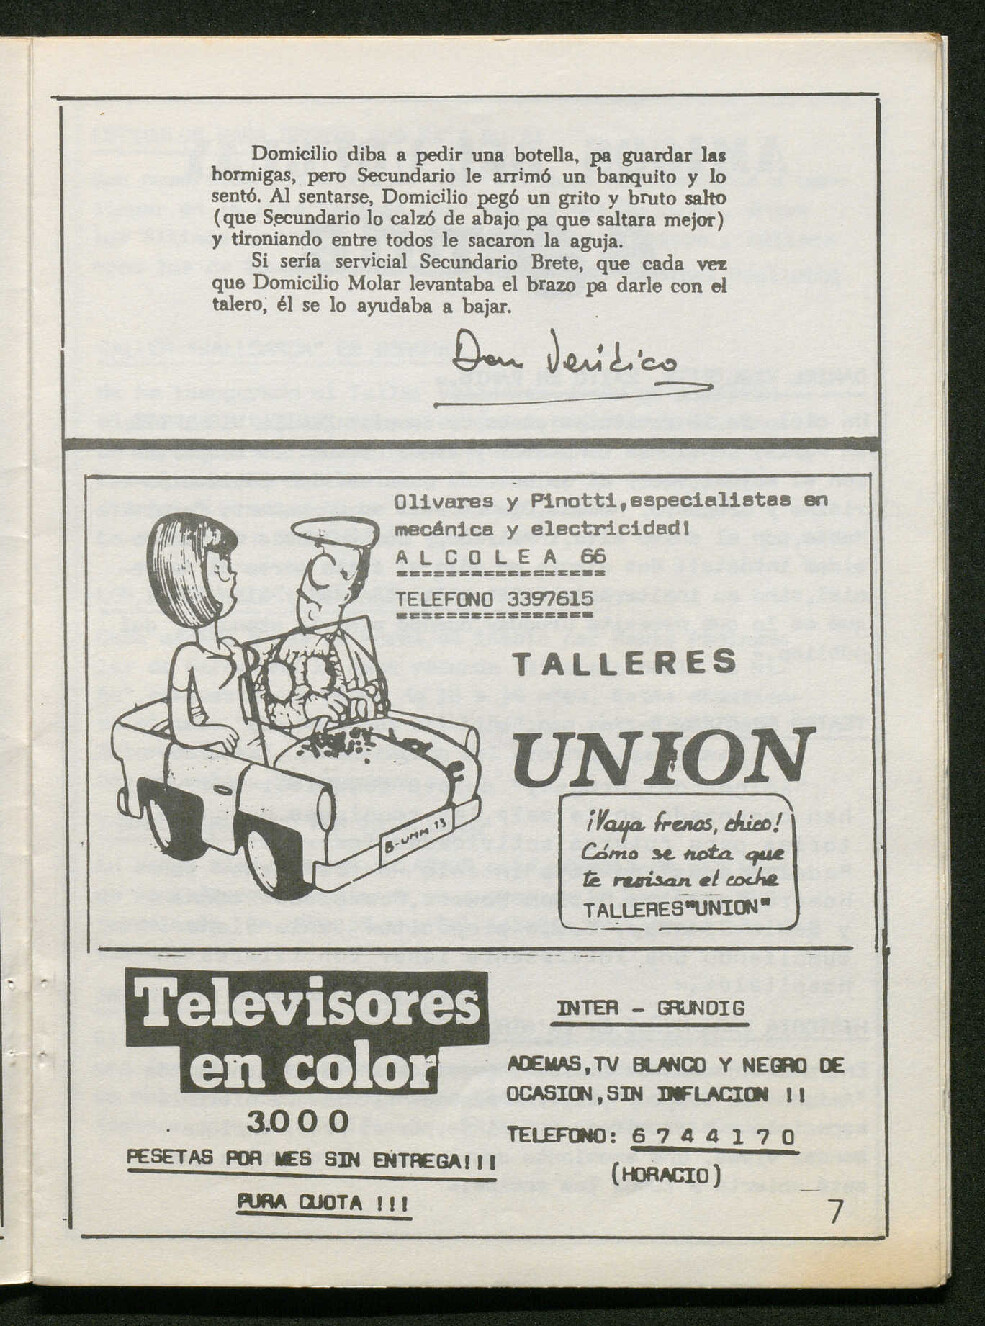 Domicilio diba a pedir una botella, pa guardar las
hormigas, pero Secundario le arrimó un banquito y lo
sentó. Al sentarse, Domicilio pegó un grito y bruto salto
(que Secundario lo calzó de abajo pa que saltara mejor)
y tironiando entre todos le sacaron la aguja.
Si sería servicial Secundario Brete, que cada vez
que Domicilio Molar levantaba el brazo pa darle con el
talero, él se lo ayudaba a bajar.
Don Verídico
Olivares y Pinotti,especialistas en
mecánica y electricidad!
ALCOLEA 66
TELEFONO 3397615
TALLERES
UNION
¡Vaya frenos, chico!
Cómo se nota que
te revisan el coche
TALLERES"UNION"
B-UMM 13
Televisores
en color
3.000
PESETAS POR MES SIN ENTREGA!!!
PURA CUOTA !!!
INTER - GRUNDIG
ADEMAS,TV BLANCO Y NEGRO DE
OCASION,SIN INFLACION !!
TELEFONO: 6744170
(HORACIO)
7